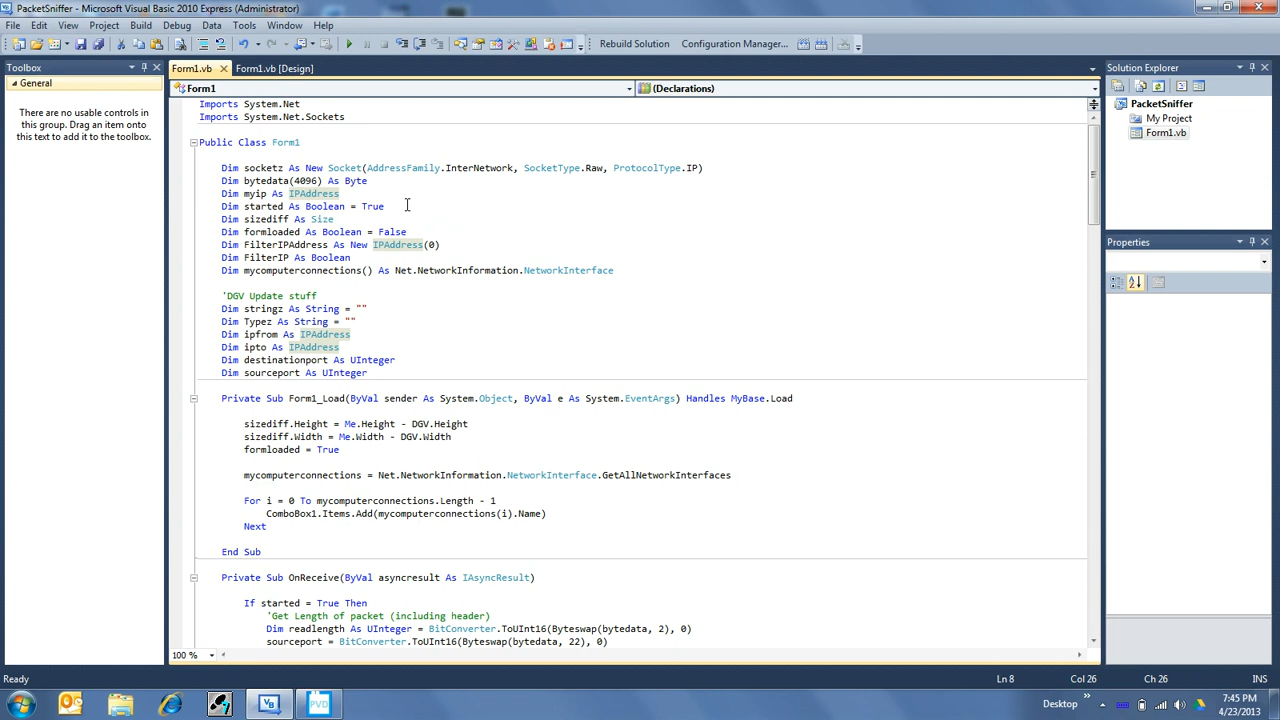 PacketSniffer - Microsoft Visual Basic 2010 Express (Administrator)
File Edit View Project Build Debug Data Tools Window Help
Rebuild Solution Configuration Manager...
Toolbox
General
There are no usable controls in
this group. Drag an item onto
this text to add it to the toolbox.
Form1.vb Form1.vb [Design]
Form1 (Declarations)
Imports System.Net
Imports System.Net.Sockets
Public Class Form1
Dim socketz As New Socket(AddressFamily.InterNetwork, SocketType.Raw, ProtocolType.IP)
Dim bytedata(4096) As Byte
Dim myip As IPAddress
Dim started As Boolean = True
Dim sizediff As Size
Dim formloaded As Boolean = False
Dim FilterIPAddress As New IPAddress(0)
Dim FilterIP As Boolean
Dim mycomputerconnections() As Net.NetworkInformation.NetworkInterface
'DGV Update stuff
Dim stringz As String = ""
Dim Typez As String = ""
Dim ipfrom As IPAddress
Dim ipto As IPAddress
Dim destinationport As UInteger
Dim sourceport As UInteger
Private Sub Form1_Load(ByVal sender As System.Object, ByVal e As System.EventArgs) Handles MyBase.Load
sizediff.Height = Me.Height - DGV.Height
sizediff.Width = Me.Width - DGV.Width
formloaded = True
mycomputerconnections = Net.NetworkInformation.NetworkInterface.GetAllNetworkInterfaces
For i = 0 To mycomputerconnections.Length - 1
ComboBox1.Items.Add(mycomputerconnections(i).Name)
Next
End Sub
Private Sub OnReceive(ByVal asyncresult As IAsyncResult)
If started = True Then
'Get Length of packet (including header)
Dim readlength As UInteger = BitConverter.ToUInt16(Byteswap(bytedata, 2), 0)
sourceport = BitConverter.ToUInt16(Byteswap(bytedata, 22), 0)
100 %
Solution Explorer
PacketSniffer
My Project
Form1.vb
Properties
Ready Ln 8 Col 26 Ch 26 INS
VB PVD
Desktop
7:45 PM
4/23/2013